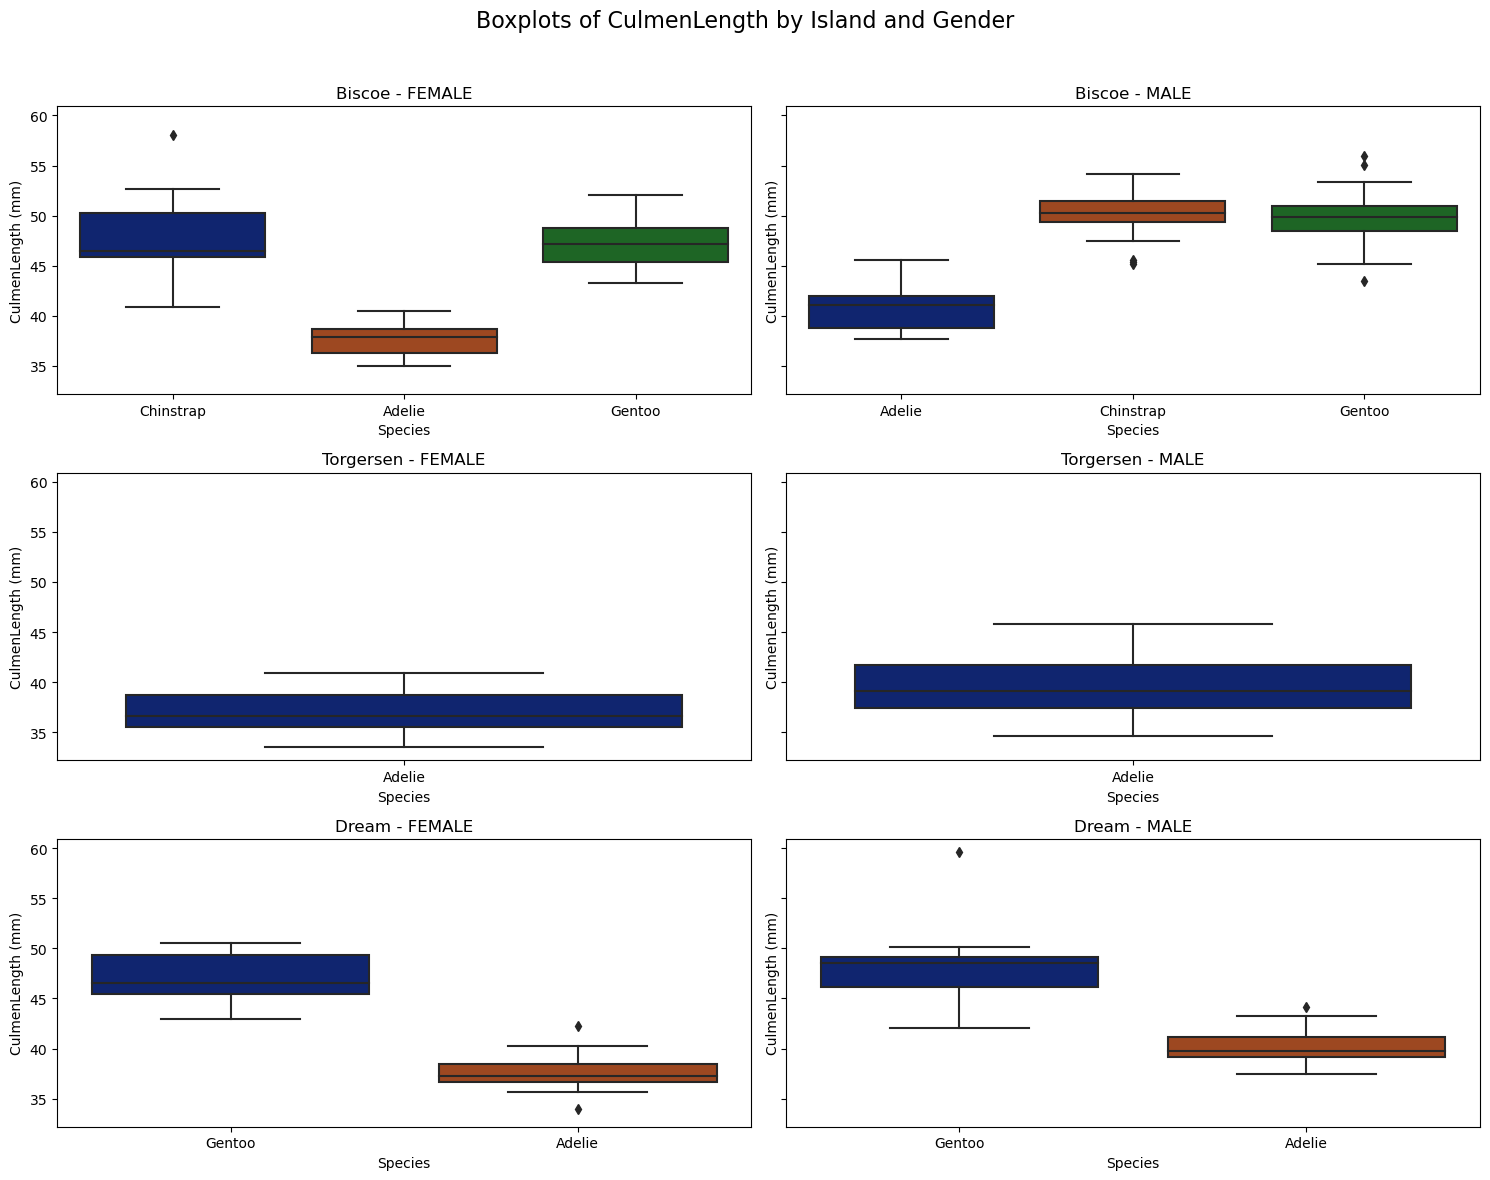 Boxplots of CulmenLength by Island and Gender
Biscoe - FEMALE
CulmenLength (mm)
60
55
50
45
40
35
Chinstrap Adelie Gentoo
Species
Biscoe - MALE
CulmenLength (mm)
Adelie Chinstrap Gentoo
Species
Torgersen - FEMALE
CulmenLength (mm)
60
55
50
45
40
35
Adelie
Species
Torgersen - MALE
CulmenLength (mm)
Adelie
Species
Dream - FEMALE
CulmenLength (mm)
60
55
50
45
40
35
Gentoo Adelie
Species
Dream - MALE
CulmenLength (mm)
Gentoo Adelie
Species